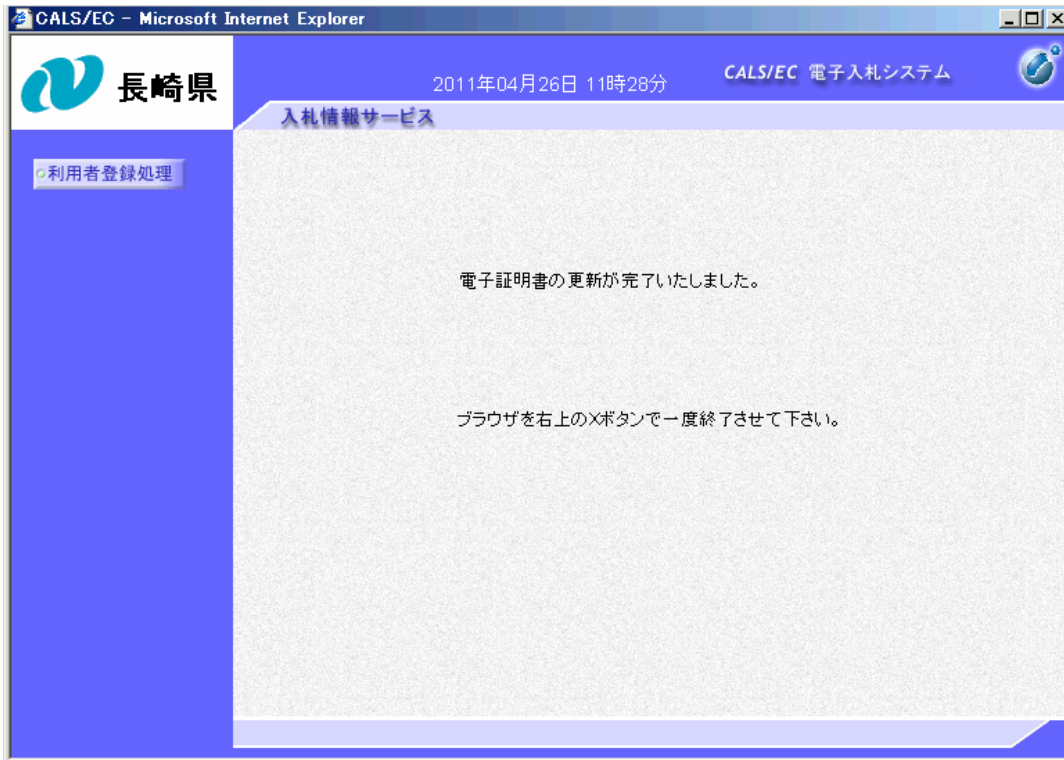 CALS/EC - Microsoft Internet Explorer
長崎県
2011年04月26日 11時28分
CALS/EC 電子入札システム
入札情報サービス
利用者登録処理
電子証明書の更新が完了いたしました。
ブラウザを右上の×ボタンで一度終了させて下さい。